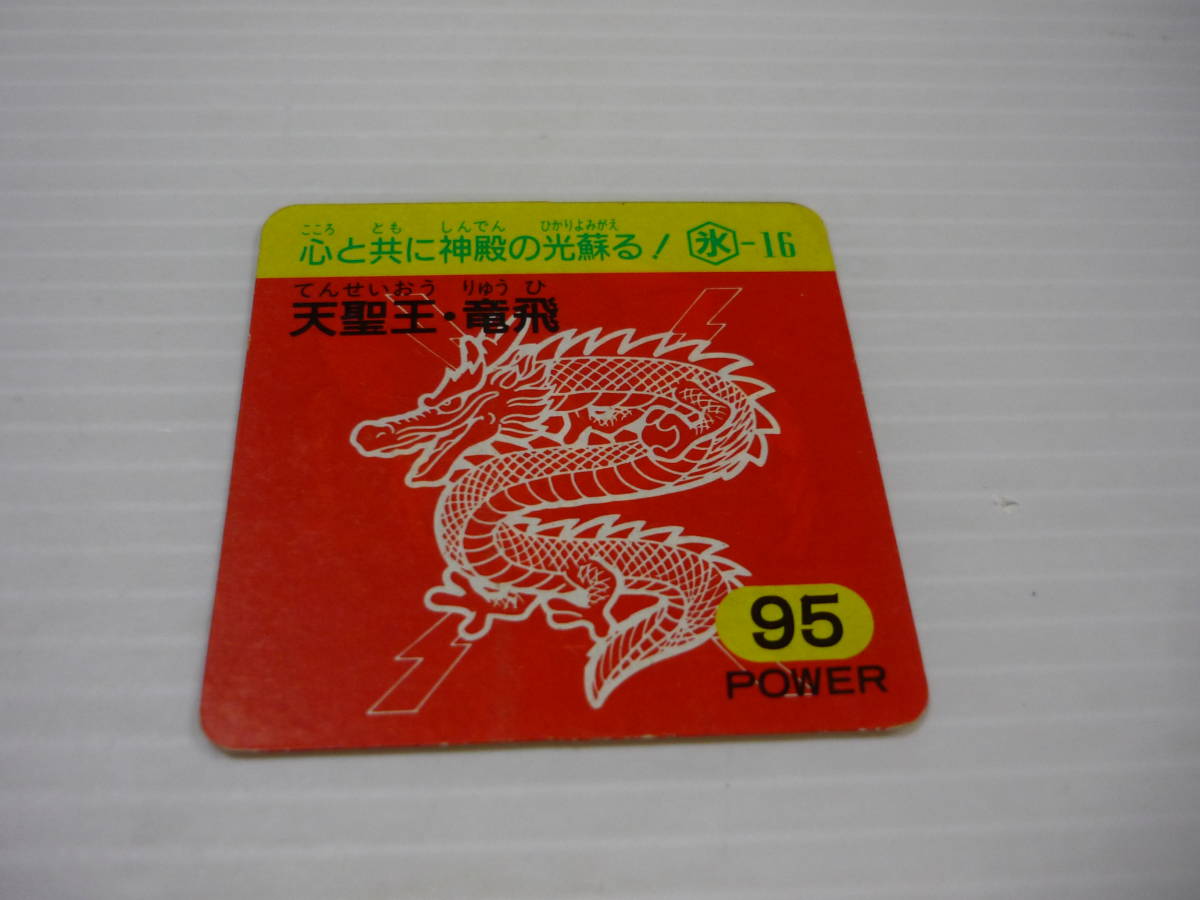 こころ とも しんでん ひかりよみがえ
心と共に神殿の光蘇る! 氷-16
てんせいおう りゅう ひ
天聖王・竜飛
95
POWER